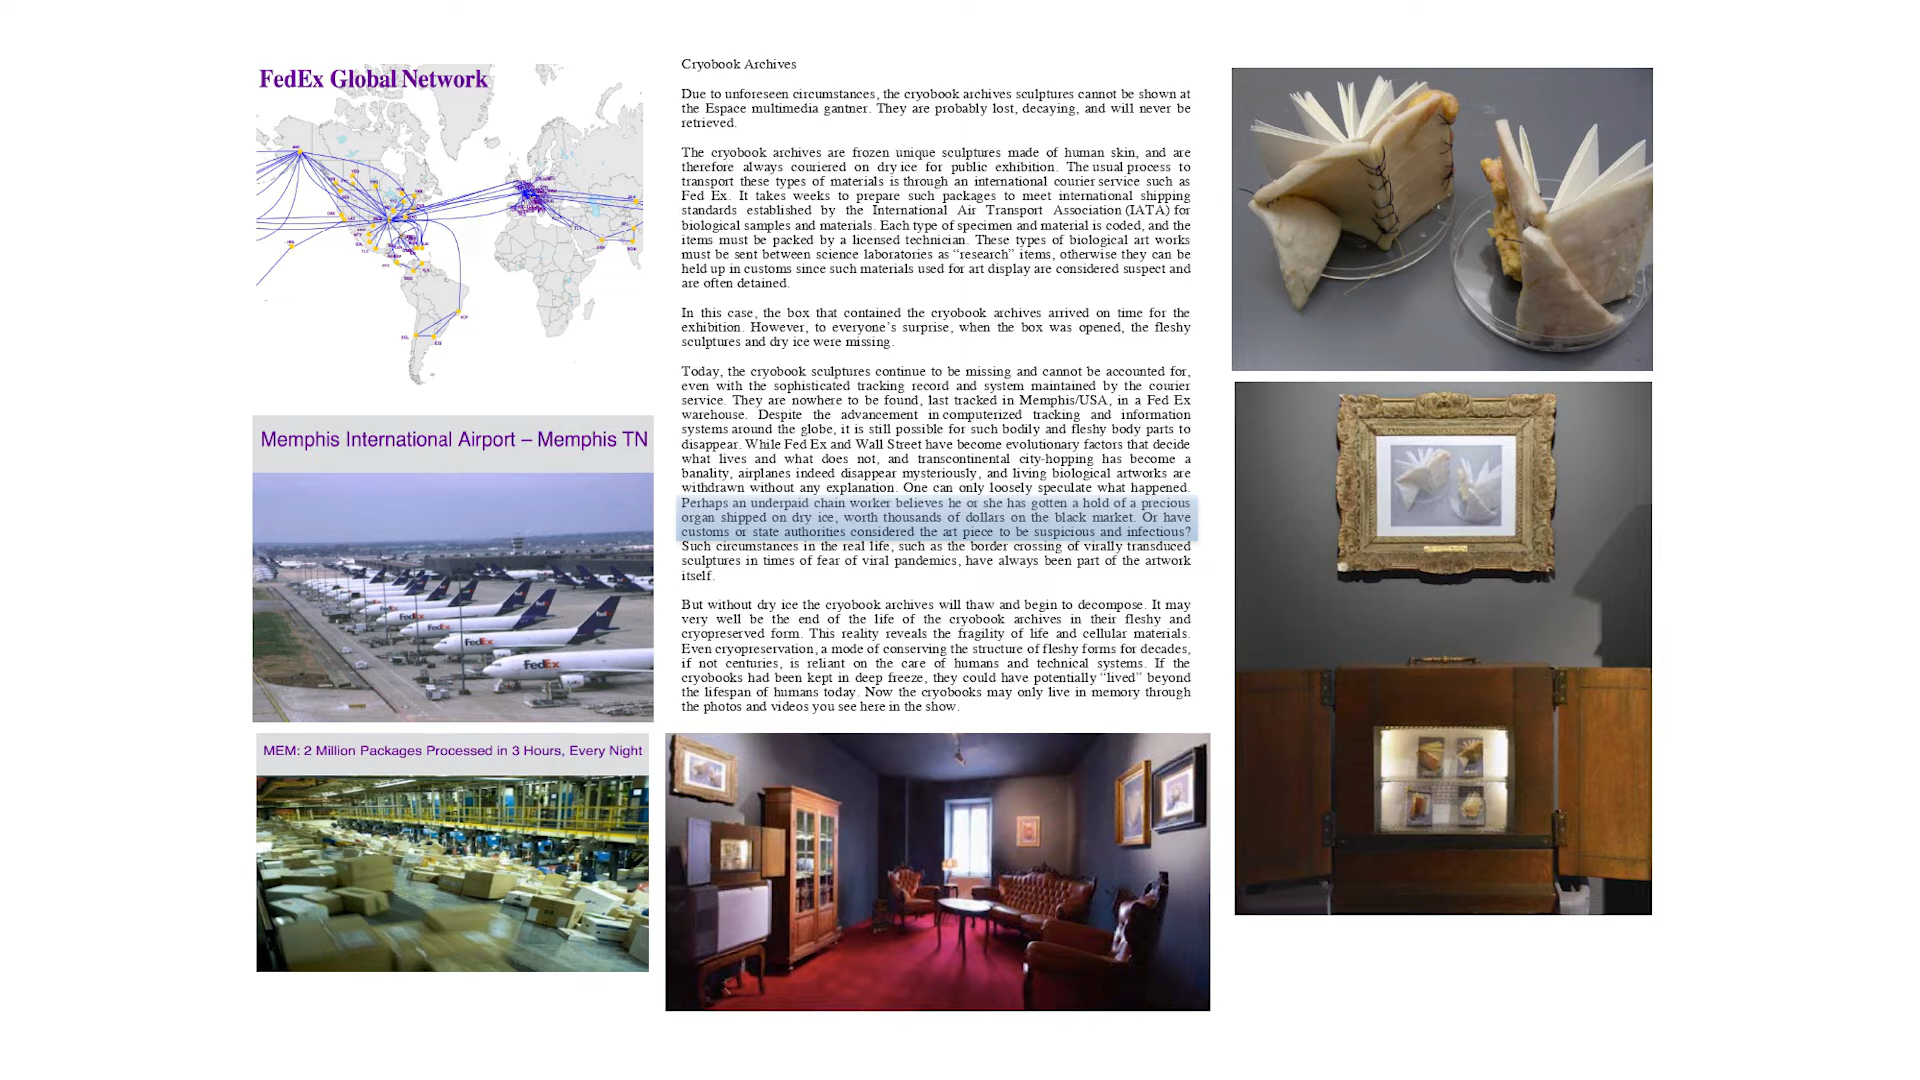 FedEx Global Network
Memphis International Airport – Memphis TN
FedEx
FedEx
FedEx
FedEx
MEM: 2 Million Packages Processed in 3 Hours, Every Night
Cryobook Archives
Due to unforeseen circumstances, the cryobook archives sculptures cannot be shown at
the Espace multimedia gantner. They are probably lost, decaying, and will never be
retrieved.
The cryobook archives are frozen unique sculptures made of human skin, and are
therefore always couriered on dry ice for public exhibition. The usual process to
transport these types of materials is through an international courier service such as
Fed Ex. It takes weeks to prepare such packages to meet international shipping
standards established by the International Air Transport Association (IATA) for
biological samples and materials. Each type of specimen and material is coded, and the
items must be packed by a licensed technician. These types of biological art works
must be sent between science laboratories as “research” items, otherwise they can be
held up in customs since such materials used for art display are considered suspect and
are often detained.
In this case, the box that contained the cryobook archives arrived on time for the
exhibition. However, to everyone’s surprise, when the box was opened, the fleshy
sculptures and dry ice were missing.
Today, the cryobook sculptures continue to be missing and cannot be accounted for,
even with the sophisticated tracking record and system maintained by the courier
service. They are nowhere to be found, last tracked in Memphis/USA, in a Fed Ex
warehouse. Despite the advancement in computerized tracking and information
systems around the globe, it is still possible for such bodily and fleshy body parts to
disappear. While Fed Ex and Wall Street have become evolutionary factors that decide
what lives and what does not, and transcontinental city-hopping has become a
banality, airplanes indeed disappear mysteriously, and living biological artworks are
withdrawn without any explanation. One can only loosely speculate what happened.
Perhaps an underpaid chain worker believes he or she has gotten a hold of a precious
organ shipped on dry ice, worth thousands of dollars on the black market. Or have
customs or state authorities considered the art piece to be suspicious and infectious?
Such circumstances in the real life, such as the border crossing of virally transduced
sculptures in times of fear of viral pandemics, have always been part of the artwork
itself.
But without dry ice the cryobook archives will thaw and begin to decompose. It may
very well be the end of the life of the cryobook archives in their fleshy and
cryopreserved form. This reality reveals the fragility of life and cellular materials.
Even cryopreservation, a mode of conserving the structure of fleshy forms for decades,
if not centuries, is reliant on the care of humans and technical systems. If the
cryobooks had been kept in deep freeze, they could have potentially “lived” beyond
the lifespan of humans today. Now the cryobooks may only live in memory through
the photos and videos you see here in the show.